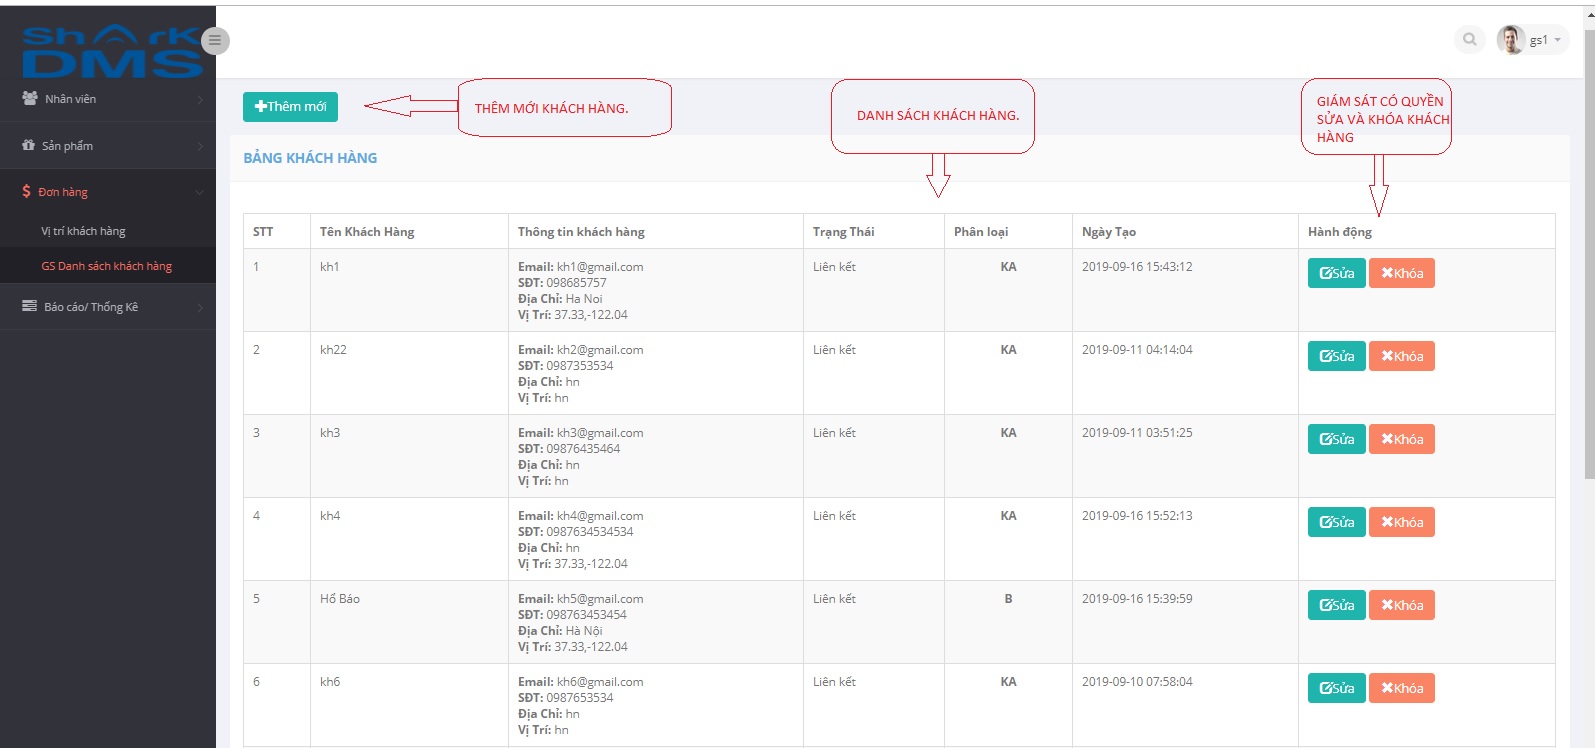 Shark
DMS
gs1
Nhân viên
Sản phẩm
Đơn hàng
Vị trí khách hàng
GS Danh sách khách hàng
Báo cáo/ Thống Kê
Thêm mới
THÊM MỚI KHÁCH HÀNG.
DANH SÁCH KHÁCH HÀNG.
GIÁM SÁT CÓ QUYỀN
SỬA VÀ KHÓA KHÁCH
HÀNG
BẢNG KHÁCH HÀNG
STT Tên Khách Hàng Thông tin khách hàng Trạng Thái Phân loại Ngày Tạo Hành động
1 kh1 Email: kh1@gmail.com Liên kết KA 2019-09-16 15:43:12 Sửa Khóa
SĐT: 098685757
Địa Chỉ: Ha Noi
Vị Trí: 37.33,-122.04
2 kh22 Email: kh2@gmail.com Liên kết KA 2019-09-11 04:14:04 Sửa Khóa
SĐT: 0987353534
Địa Chỉ: hn
Vị Trí: hn
3 kh3 Email: kh3@gmail.com Liên kết KA 2019-09-11 03:51:25 Sửa Khóa
SĐT: 09876435464
Địa Chỉ: hn
Vị Trí: hn
4 kh4 Email: kh4@gmail.com Liên kết KA 2019-09-16 15:52:13 Sửa Khóa
SĐT: 0987634534534
Địa Chỉ: hn
Vị Trí: 37.33,-122.04
5 Hổ Báo Email: kh5@gmail.com Liên kết B 2019-09-16 15:39:59 Sửa Khóa
SĐT: 098763453454
Địa Chỉ: Hà Nội
Vị Trí: 37.33,-122.04
6 kh6 Email: kh6@gmail.com Liên kết KA 2019-09-10 07:58:04 Sửa Khóa
SĐT: 0987653534
Địa Chỉ: hn
Vị Trí: hn